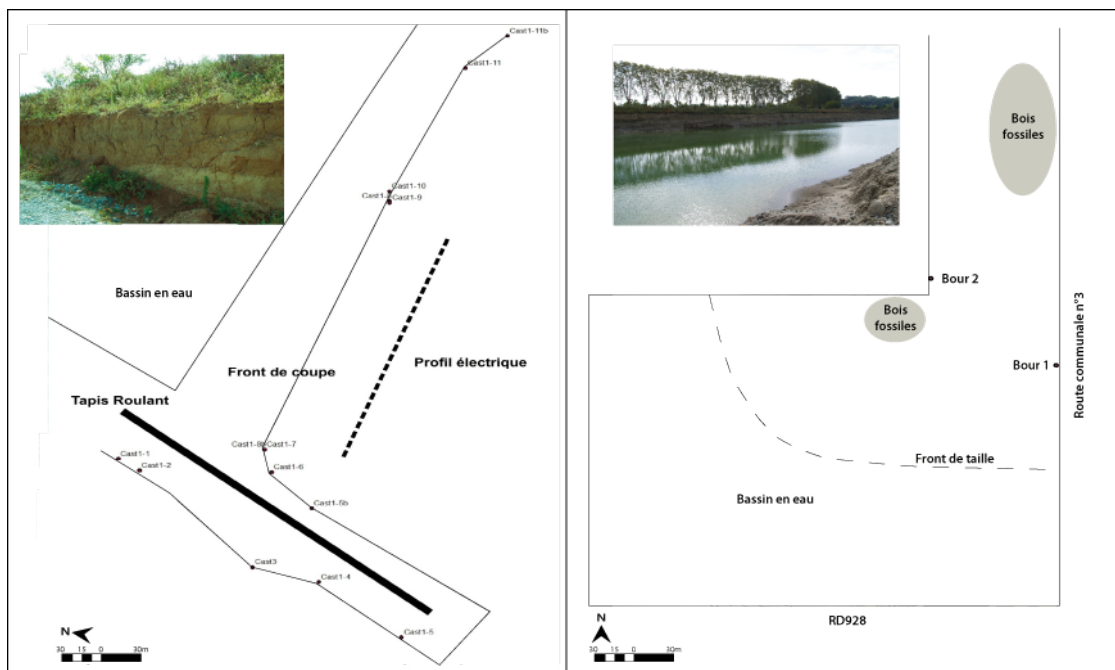 Cast1-11b
Cast1-11
Cast1-10
Cast1-9
Bassin en eau
Profil électrique
Front de coupe
Tapis Roulant
Cast1-8b
Cast1-7
Cast1-1
Cast1-2
Cast1-6
Cast1-5b
Cast3
Cast1-4
Cast1-5
N
30 15 0 30m
Bois
fossiles
Bour 2
Bois
fossiles
Bour 1
Route communale n°3
Front de taille
Bassin en eau
RD928
N
30 15 0 30m